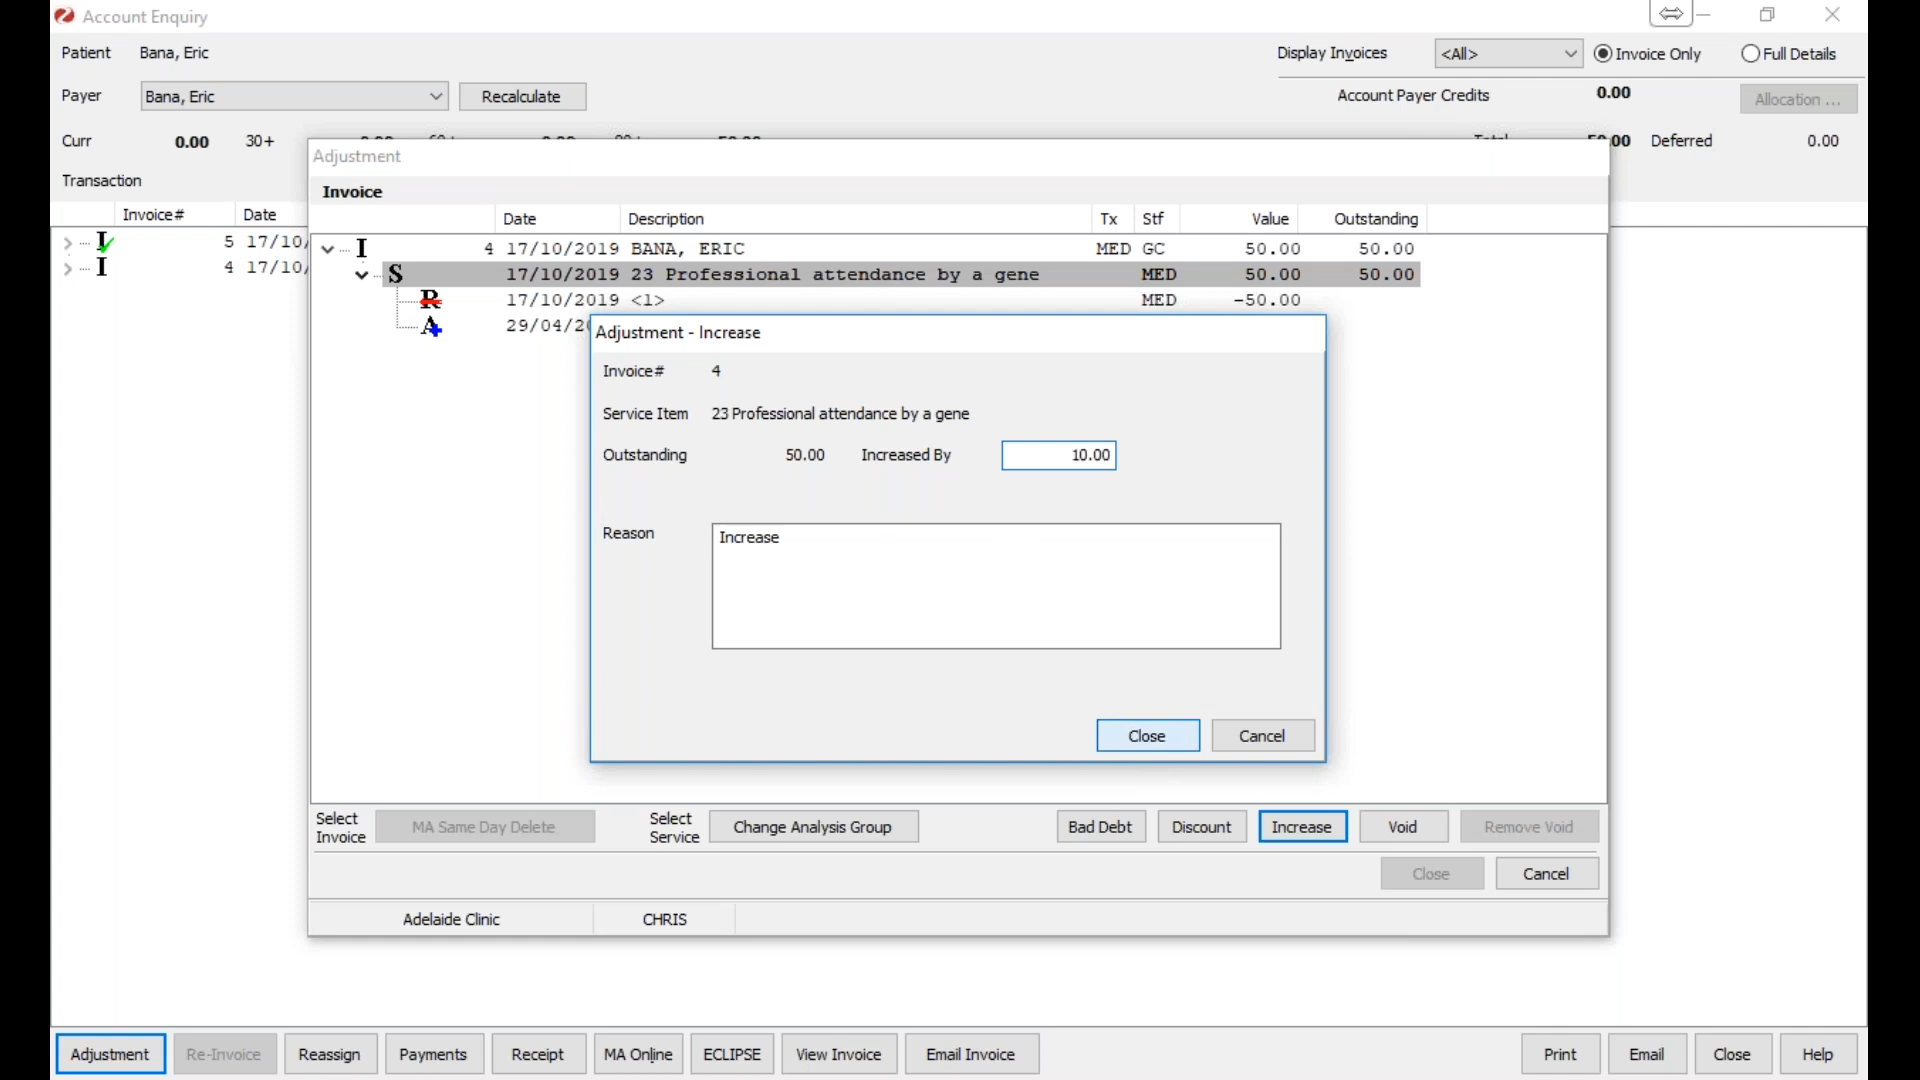 Account Enquiry
Patient Bana, Eric Display Invoices <All> Invoice Only Full Details
Payer Bana, Eric Recalculate Account Payer Credits 0.00 Allocation ...
Curr 0.00 30+ Deferred 0.00
Transaction
Invoice# Date
5 17/10/
4 17/10/
Adjustment
Invoice
Date Description Tx Stf Value Outstanding
I 4 17/10/2019 BANA, ERIC MED GC 50.00 50.00
S 17/10/2019 23 Professional attendance by a gene MED 50.00 50.00
R 17/10/2019 <1> MED -50.00
A 29/04/20
Adjustment - Increase
Invoice# 4
Service Item 23 Professional attendance by a gene
Outstanding 50.00 Increased By 10.00
Reason Increase
Close Cancel
Select Invoice MA Same Day Delete Select Service Change Analysis Group Bad Debt Discount Increase Void Remove Void
Close Cancel
Adelaide Clinic CHRIS
Adjustment Re-Invoice Reassign Payments Receipt MA Online ECLIPSE View Invoice Email Invoice Print Email Close Help